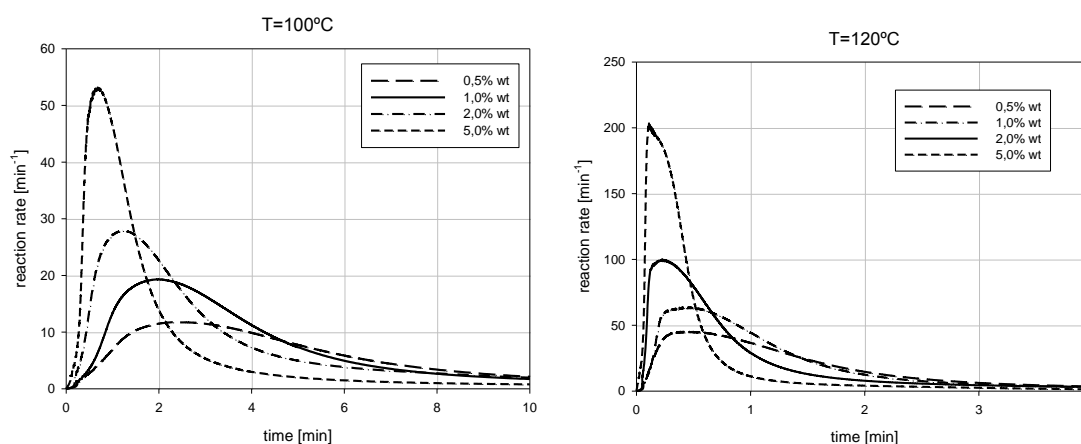 T=100ºC
60
50
40
30
20
10
0
reaction rate [min-1]
0,5% wt
1,0% wt
2,0% wt
5,0% wt
0
2
4
6
8
10
time [min]
T=120ºC
250
200
150
100
50
0
reaction rate [min-1]
0,5% wt
1,0% wt
2,0% wt
5,0% wt
0
1
2
3
time [min]